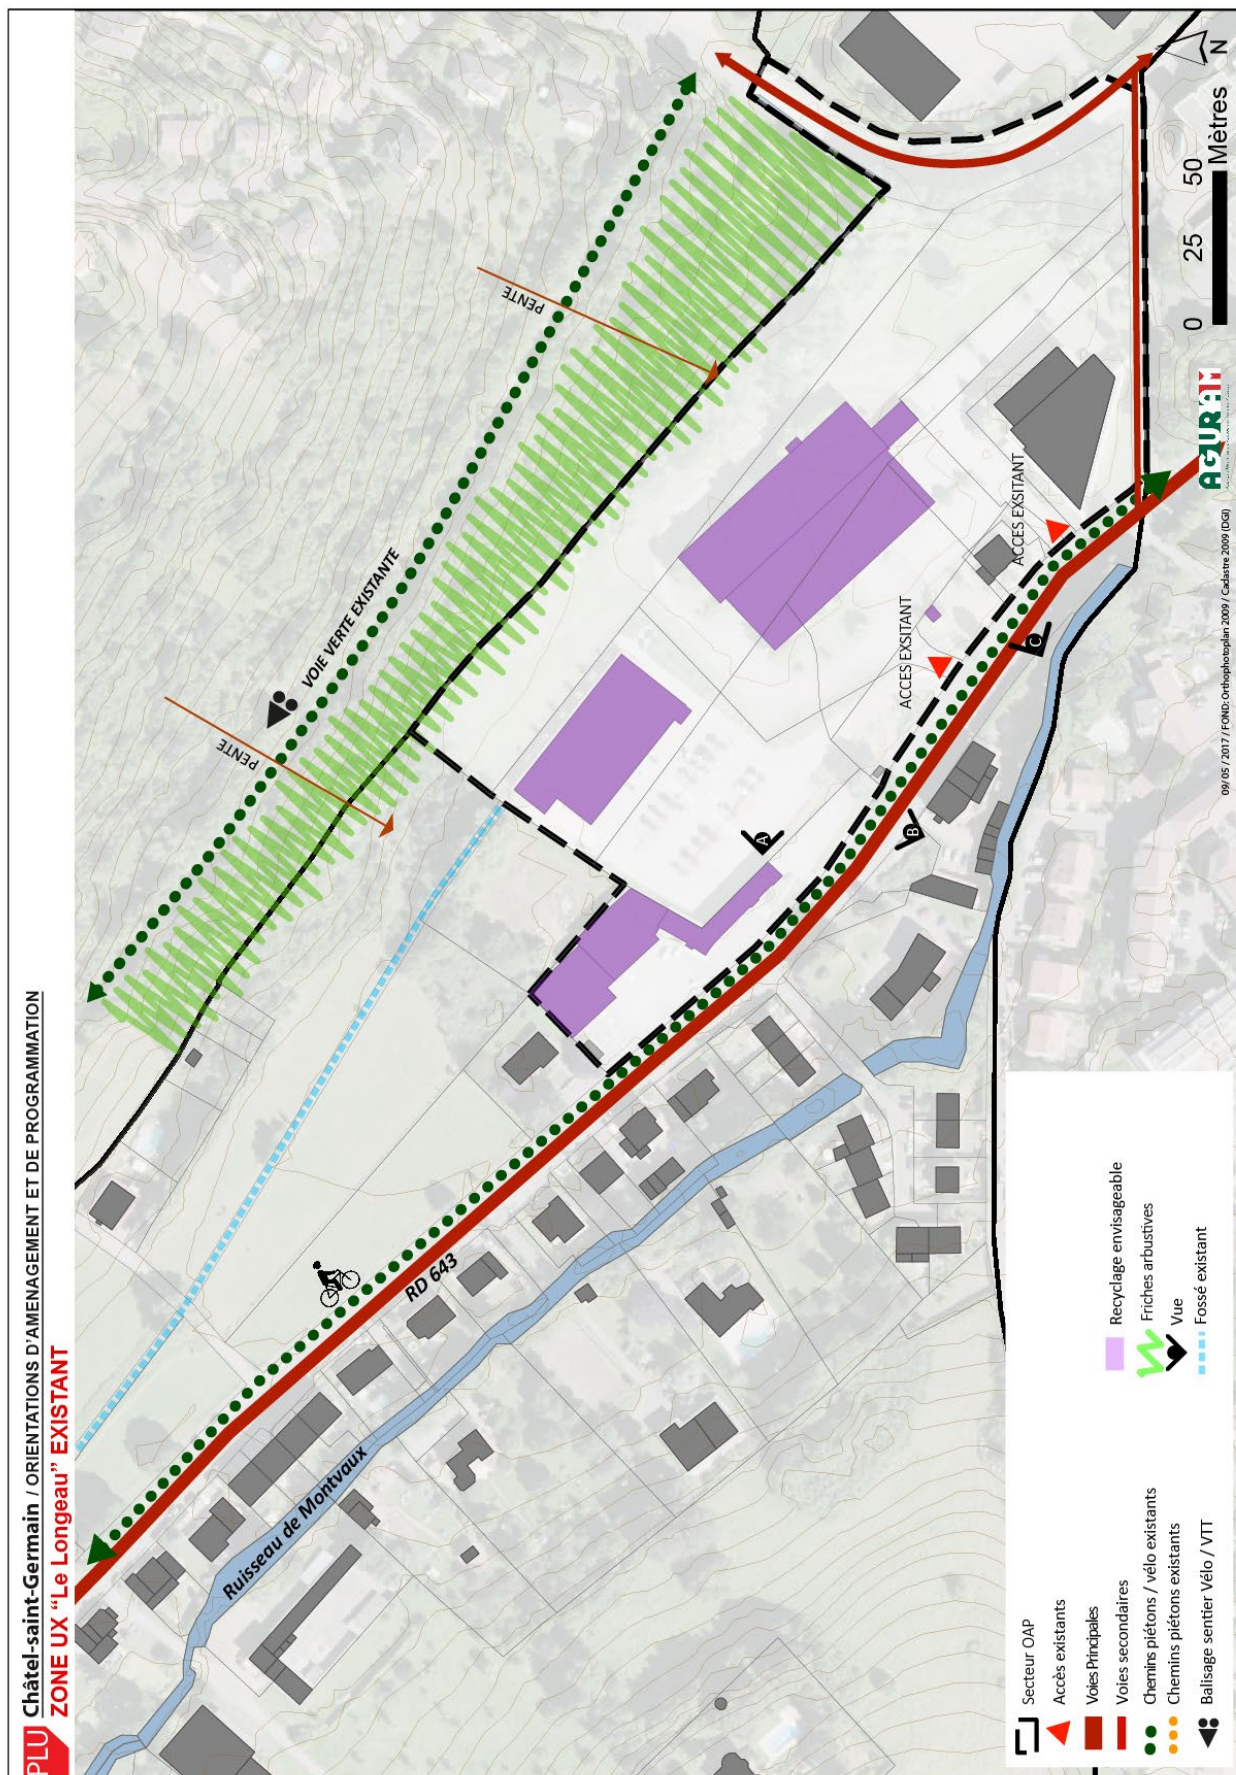 PLU
Châtel-saint-Germain / ORIENTATIONS D'AMENAGEMENT ET DE PROGRAMMATION
ZONE UX "Le Longeau" EXISTANT
PENTE
VOIE VERTE EXISTANTE
PENTE
ACCES EXSITANT
ACCES EXSITANT
A
B
C
RD 643
Ruisseau de Montvaux
N
0 25 50
Mètres
AGURAM
09/05 / 2017 / FOND: Orthophotoplan 2009 / Cadastre 2009 (DGI)
Secteur OAP
Accès existants
Voies Principales
Voies secondaires
Chemins piétons / vélo existants
Chemins piétons existants
Balisage sentier Vélo / VTT
Recyclage envisageable
Friches arbustives
Vue
Fossé existant